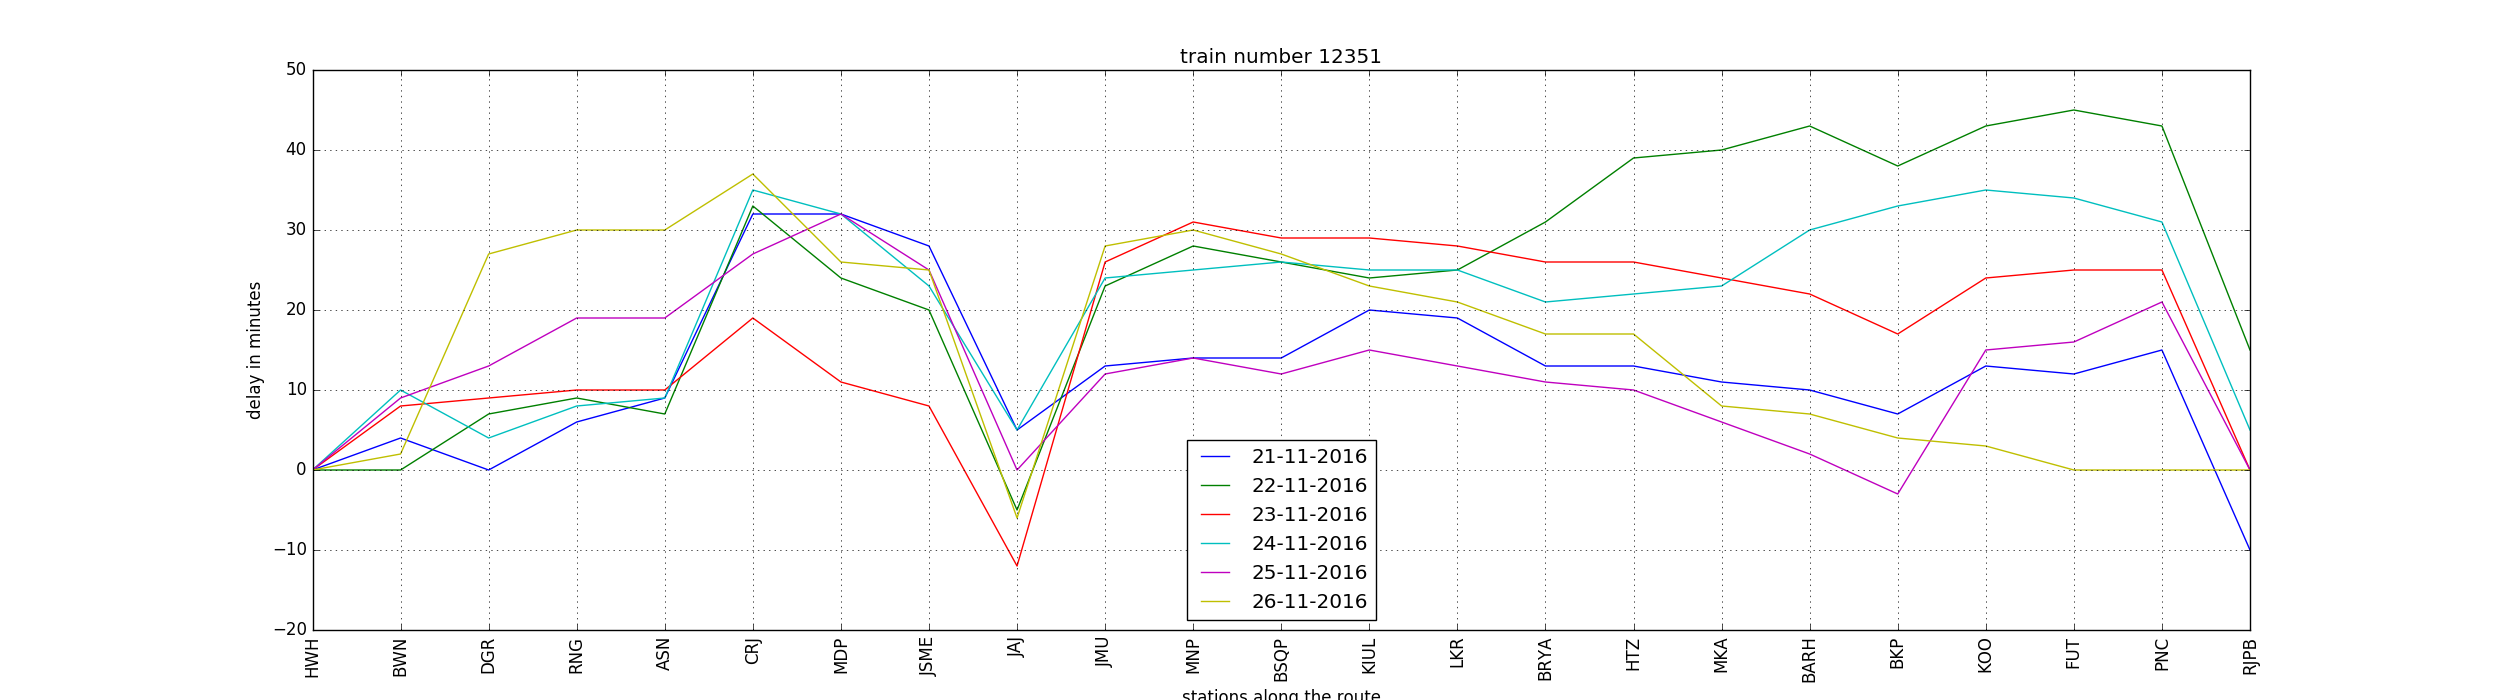 train number 12351
50
40
30
20
10
0
−10
−20
delay in minutes
21-11-2016
22-11-2016
23-11-2016
24-11-2016
25-11-2016
26-11-2016
HWH
BWN
DGR
RNG
ASN
CRJ
MDP
JSME
JAJ
JMU
MNP
BSQP
KIUL
LKR
BRYA
HTZ
MKA
BARH
BKP
KOO
FUT
PNC
RJPB
stations along the route